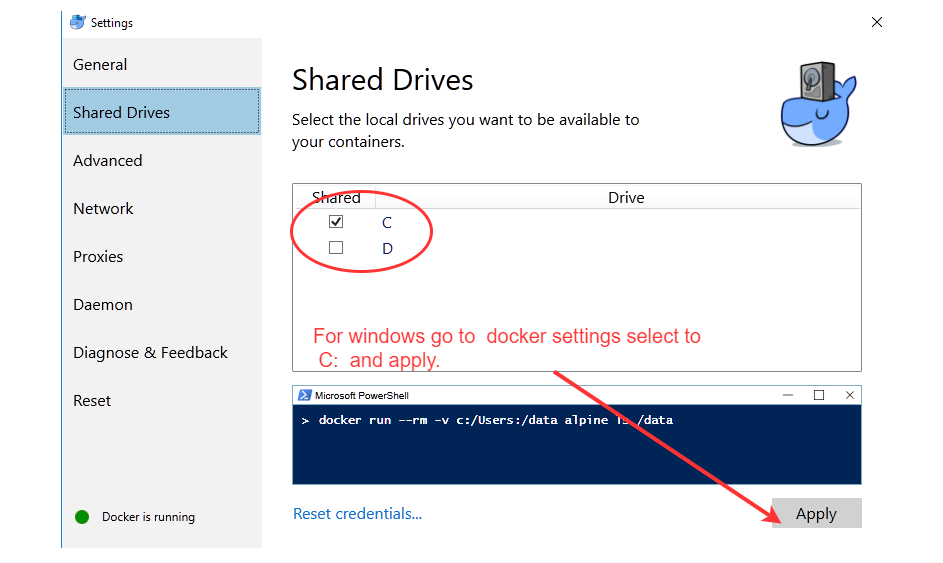 Settings
General
Shared Drives
Advanced
Network
Proxies
Daemon
Diagnose & Feedback
Reset
Docker is running
Shared Drives
Select the local drives you want to be available to
your containers.
Shared Drive
C
D
For windows go to docker settings select to
C: and apply.
Microsoft PowerShell
> docker run --rm -v c:/Users:/data alpine ls /data
Reset credentials...
Apply